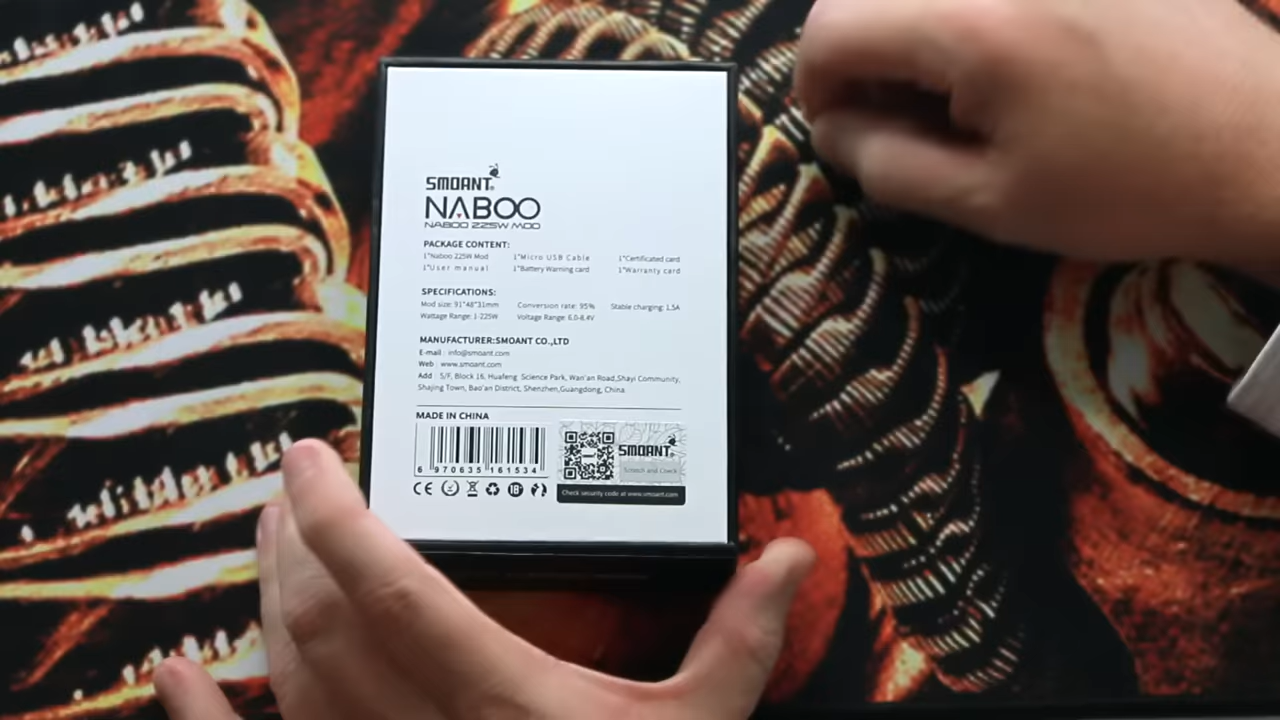 SMOANT®
NABOO
NABOO 225W MOD
PACKAGE CONTENT:
1*Naboo 225W Mod 1*Micro USB Cable 1*Certificated card
1*User manual 1*Battery Warning card 1*Warranty card
SPECIFICATIONS:
Mod size: 91*48*31mm Conversion rate: 95% Stable charging: 1.5A
Wattage Range: 1-225W Voltage Range: 6.0-8.4V
MANUFACTURER:SMOANT CO.,LTD
E-mail : info@smoant.com
Web : www.smoant.com
Add : 5/F, Block 16, Huafeng Science Park, Wan'an Road,Shayi Community,
Shajing Town, Bao'an District, Shenzhen,Guangdong, China.
MADE IN CHINA
6 970635 161534
SMOANT®
Scratch and Check
Check security code at www.smoant.com
CE 18